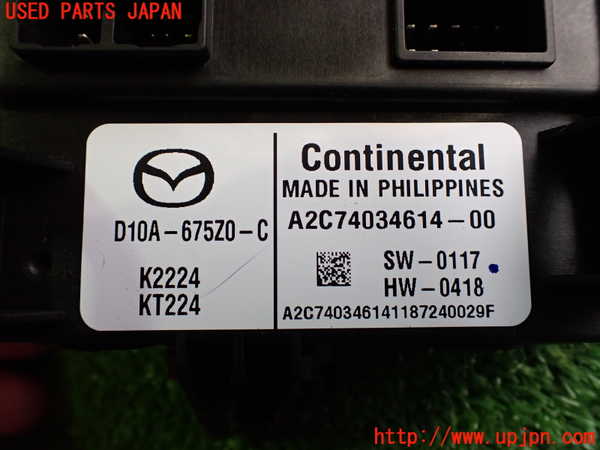 USED PARTS JAPAN
D10A-675Z0-C
K2224
KT224
Continental
MADE IN PHILIPPINES
A2C74034614-00
SW-0117
HW-0418
A2C740346141187240029F
http://www.upjpn.com